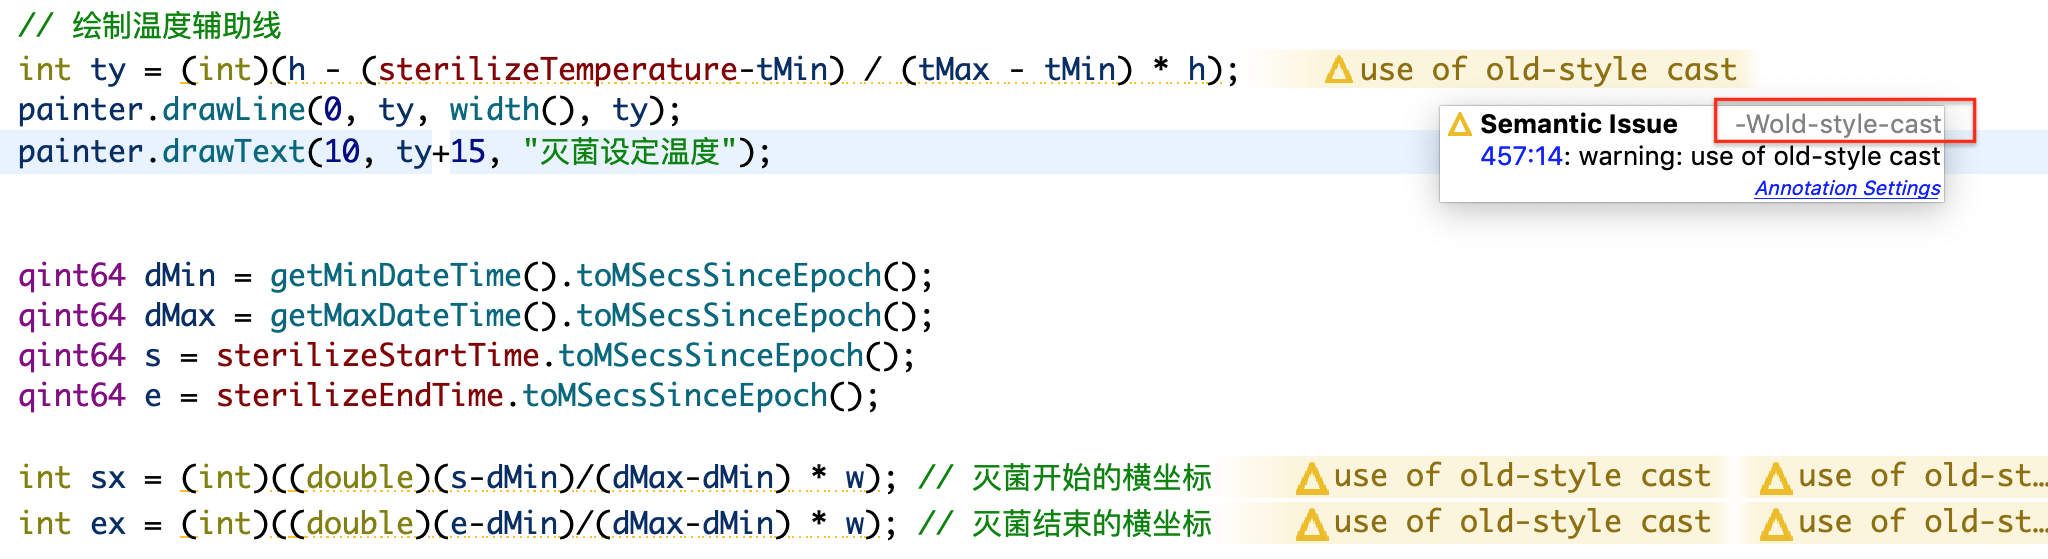 // 绘制温度辅助线
int ty = (int)(h - (sterilizeTemperature-tMin) / (tMax - tMin) * h); use of old-style cast
painter.drawLine(0, ty, width(), ty);
Semantic Issue -Wold-style-cast
painter.drawText(10, ty+15, "灭菌设定温度");
457:14: warning: use of old-style cast
Annotation Settings
qint64 dMin = getMinDateTime().toMSecsSinceEpoch();
qint64 dMax = getMaxDateTime().toMSecsSinceEpoch();
qint64 s = sterilizeStartTime.toMSecsSinceEpoch();
qint64 e = sterilizeEndTime.toMSecsSinceEpoch();
int sx = (int)((double)(s-dMin)/(dMax-dMin) * w); // 灭菌开始的横坐标 use of old-style cast use of old-st…
int ex = (int)((double)(e-dMin)/(dMax-dMin) * w); // 灭菌结束的横坐标 use of old-style cast use of old-st…